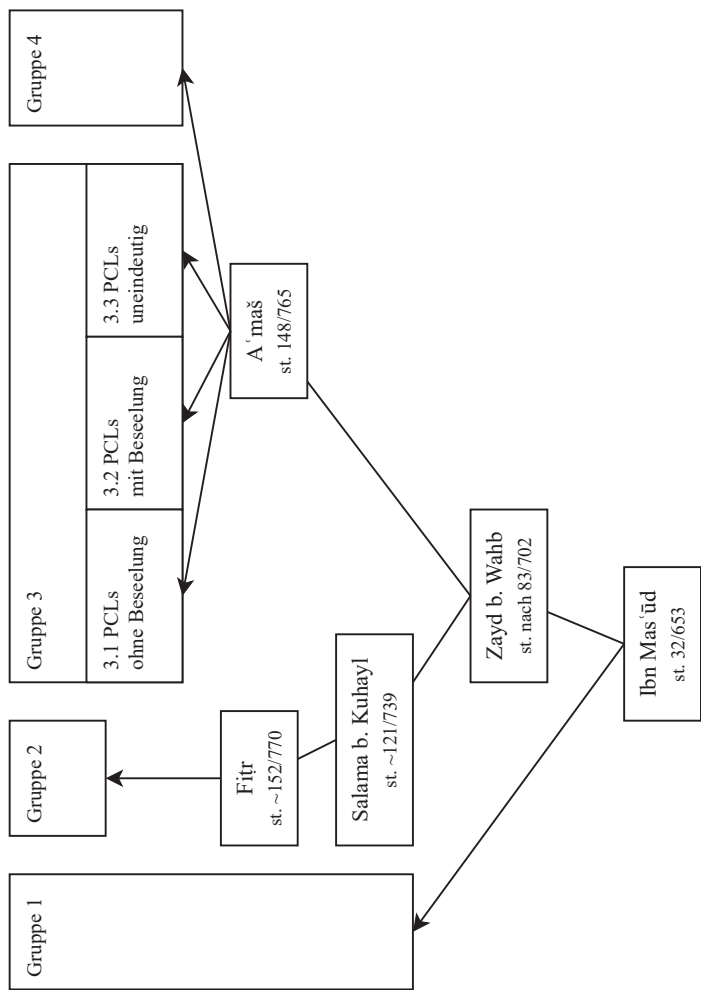 Gruppe 1
Gruppe 2
Gruppe 3
Gruppe 4
3.1 PCLs
ohne Beseelung
3.2 PCLs
mit Beseelung
3.3 PCLs
uneindeutig
Fiṭr
st. ~152/770
Aʿmaš
st. 148/765
Salama b. Kuhayl
st. ~121/739
Zayd b. Wahb
st. nach 83/702
Ibn Masʿūd
st. 32/653